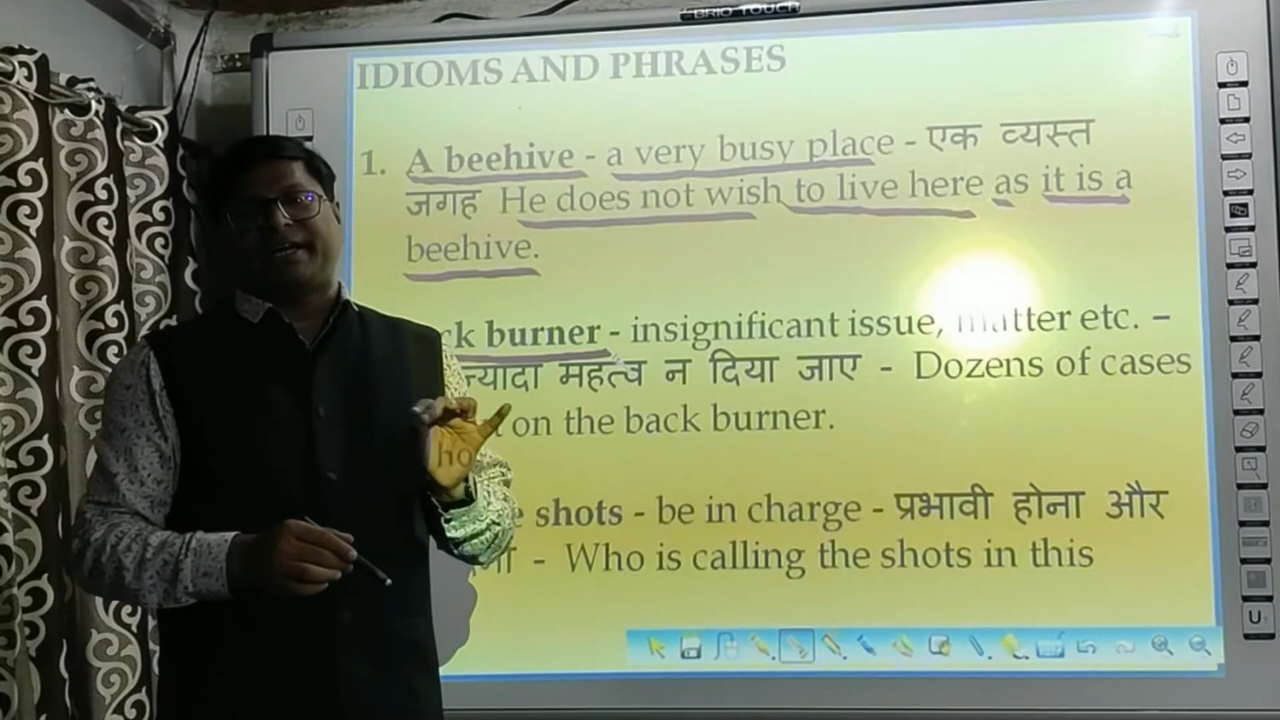 BRIO TOUCH
IDIOMS AND PHRASES
1. A beehive - a very busy place - एक व्यस्त
जगह He does not wish to live here as it is a
beehive.
burner - insignificant issue, matter etc. –
ज्यादा महत्व न दिया जाए - Dozens of cases
on the back burner.
shots - be in charge - प्रभावी होना और
- Who is calling the shots in this